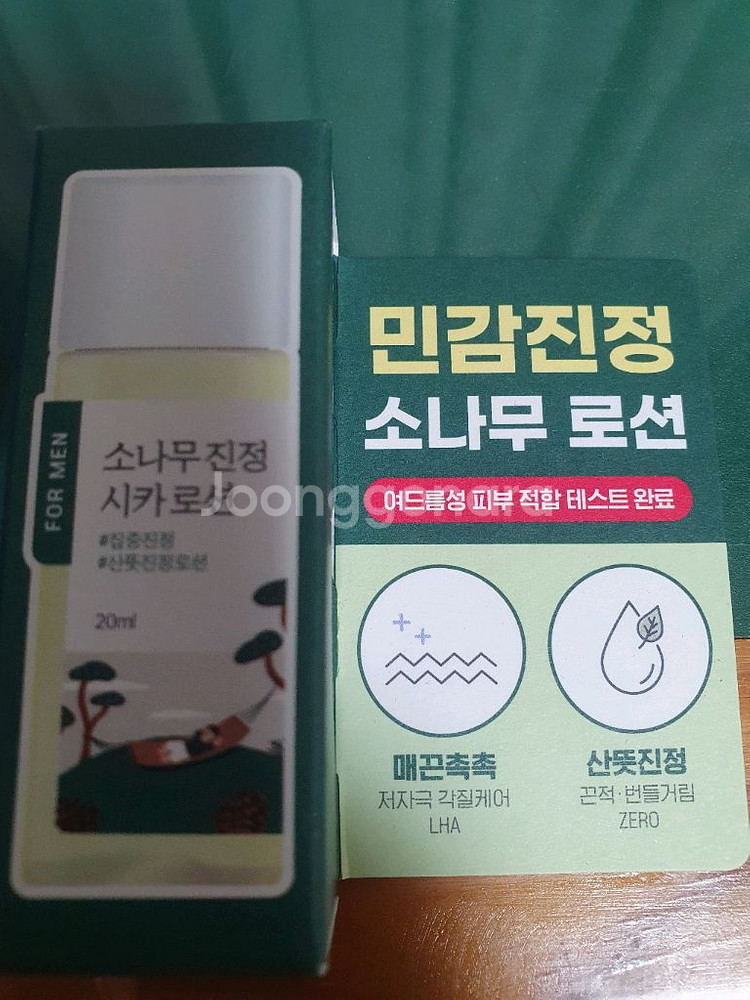 FOR MEN
소나무 진정
시카 로션
#집중진정
#산뜻진정로션
20ml
민감진정
소나무 로션
여드름성 피부 적합 테스트 완료
매끈촉촉
저자극 각질케어
LHA
산뜻진정
끈적·번들거림
ZERO
Joonggonara